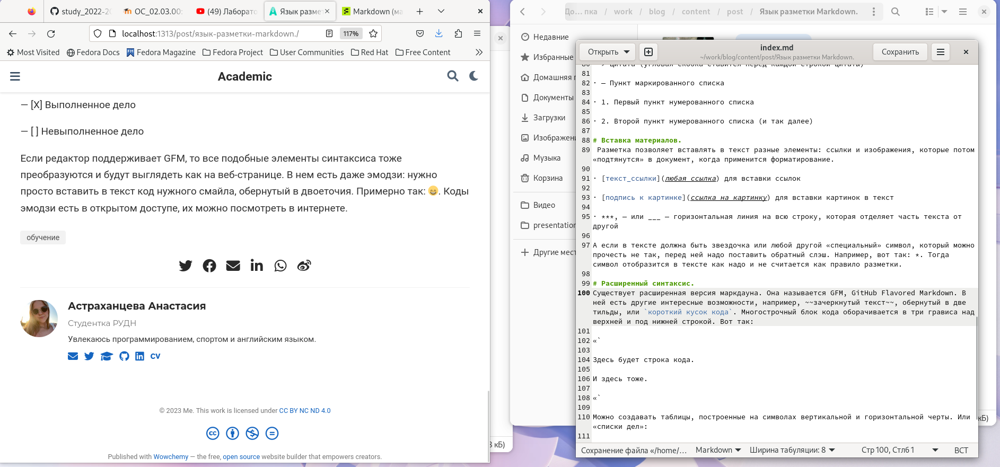 study_2022-2
ОС_02.03.00:
(49) Лаборато
Язык разме
Markdown (ма
localhost:1313/post/язык-разметки-markdown./
117%
Most Visited
Fedora Docs
Fedora Magazine
Fedora Project
User Communities
Red Hat
Free Content
Academic
— [X] Выполненное дело
— [ ] Невыполненное дело
Если редактор поддерживает GFM, то все подобные элементы синтаксиса тоже
преобразуются и будут выглядеть как на веб-странице. В нем есть даже эмодзи: нужно
просто вставить в текст код нужного смайла, обернутый в двоеточия. Примерно так: 😄. Коды
эмодзи есть в открытом доступе, их можно посмотреть в интернете.
обучение
Астраханцева Анастасия
Студентка РУДН
Увлекаюсь программированием, спортом и английским языком.
CV
© 2023 Me. This work is licensed under CC BY NC ND 4.0
Published with Wowchemy — the free, open source website builder that empowers creators.
До... пка / work / blog / content / post / Язык разметки Markdown.
Недавние
Избранные
Домашняя п
Документы
Загрузки
Изображени
Музыка
Корзина
Видео
presentation
Другие мест
кБ)
8 кБ)
Открыть
index.md
~/work/blog/content/post/Язык разметки Markdown.
Сохранить
80 · > Цитата (угловая скобка ставится перед каждой строкой цитаты)
81
82 · — Пункт маркированного списка
83
84 · 1. Первый пункт нумерованного списка
85
86 · 2. Второй пункт нумерованного списка (и так далее)
87
88 # Вставка материалов.
89 Разметка позволяет вставлять в текст разные элементы: ссылки и изображения, которые потом
«подтянутся» в документ, когда применится форматирование.
90
91 · [текст_ссылки](любая ссылка) для вставки ссылок
92
93 · [подпись к картинке](ссылка на картинку) для вставки картинок в текст
94
95 · ***, — или ___ — горизонтальная линия на всю строку, которая отделяет часть текста от
другой
96
97 А если в тексте должна быть звездочка или любой другой «специальный» символ, который можно
прочесть не так, перед ней надо поставить обратный слэш. Например, вот так: *. Тогда
символ отобразится в тексте как надо и не считается как правило разметки.
98
99 # Расширенный синтаксис.
100 Существует расширенная версия маркдауна. Она называется GFM, GitHub Flavored Markdown. В
ней есть другие интересные возможности, например, ~~зачеркнутый текст~~, обернутый в две
тильды, или `короткий кусок кода`. Многострочный блок кода оборачивается в три грависа над
верхней и под нижней строкой. Вот так:
101
102 «`
103
104 Здесь будет строка кода.
105
106 И здесь тоже.
107
108 «`
109
110 Можно создавать таблицы, построенные на символах вертикальной и горизонтальной черты. Или
«списки дел»:
111
Сохранение файла «/home/...
Markdown
Ширина табуляции: 8
Стр 100, Стлб 1
ВСТ